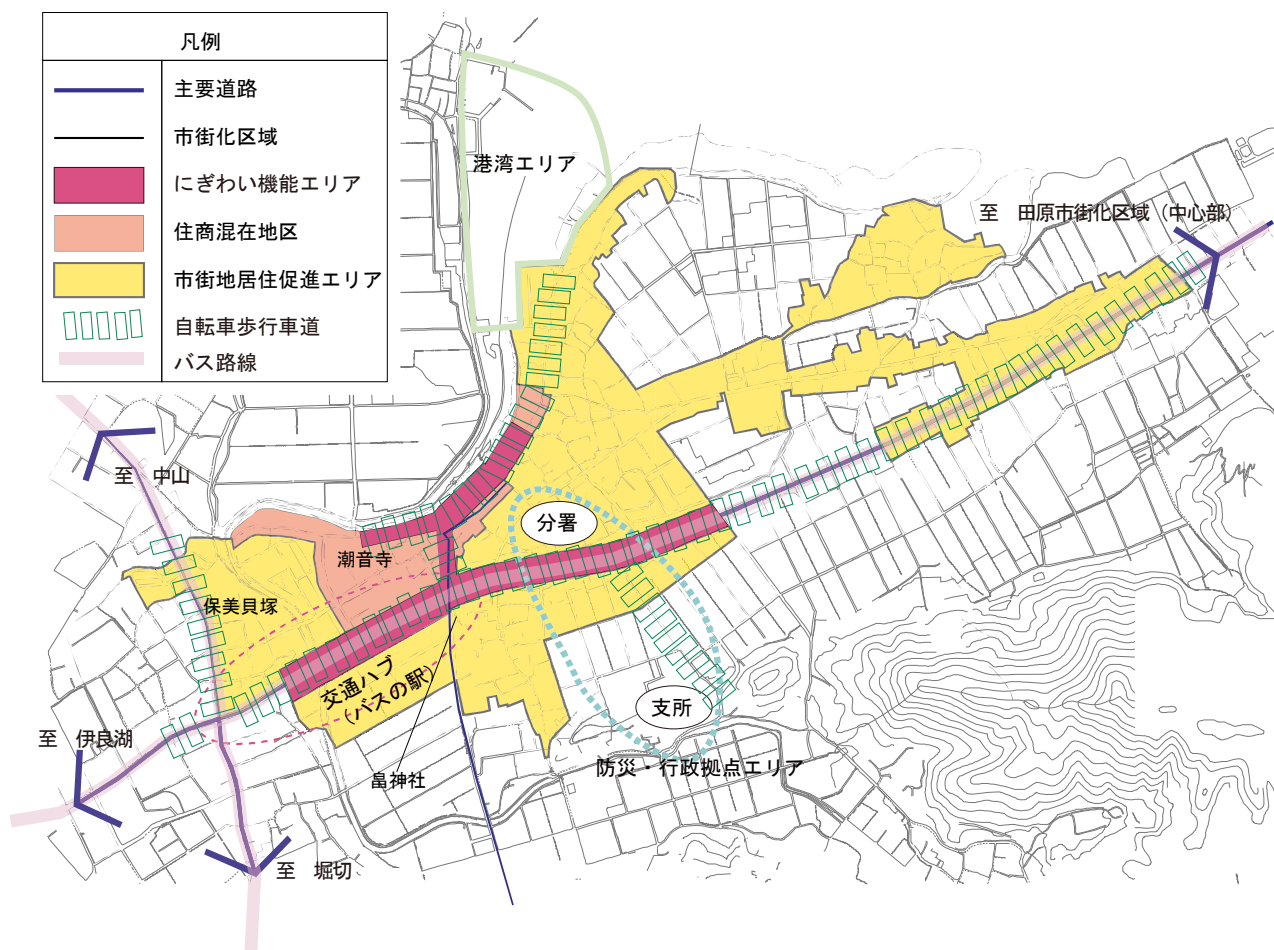 凡例
主要道路
市街化区域
にぎわい機能エリア
住商混在地区
市街地居住促進エリア
自転車歩行車道
バス路線
港湾エリア
至　田原市街化区域（中心部）
至　中山
分署
潮音寺
保美貝塚
交通ハブ
（バスの駅）
支所
至　伊良湖
防災・行政拠点エリア
畠神社
至　堀切